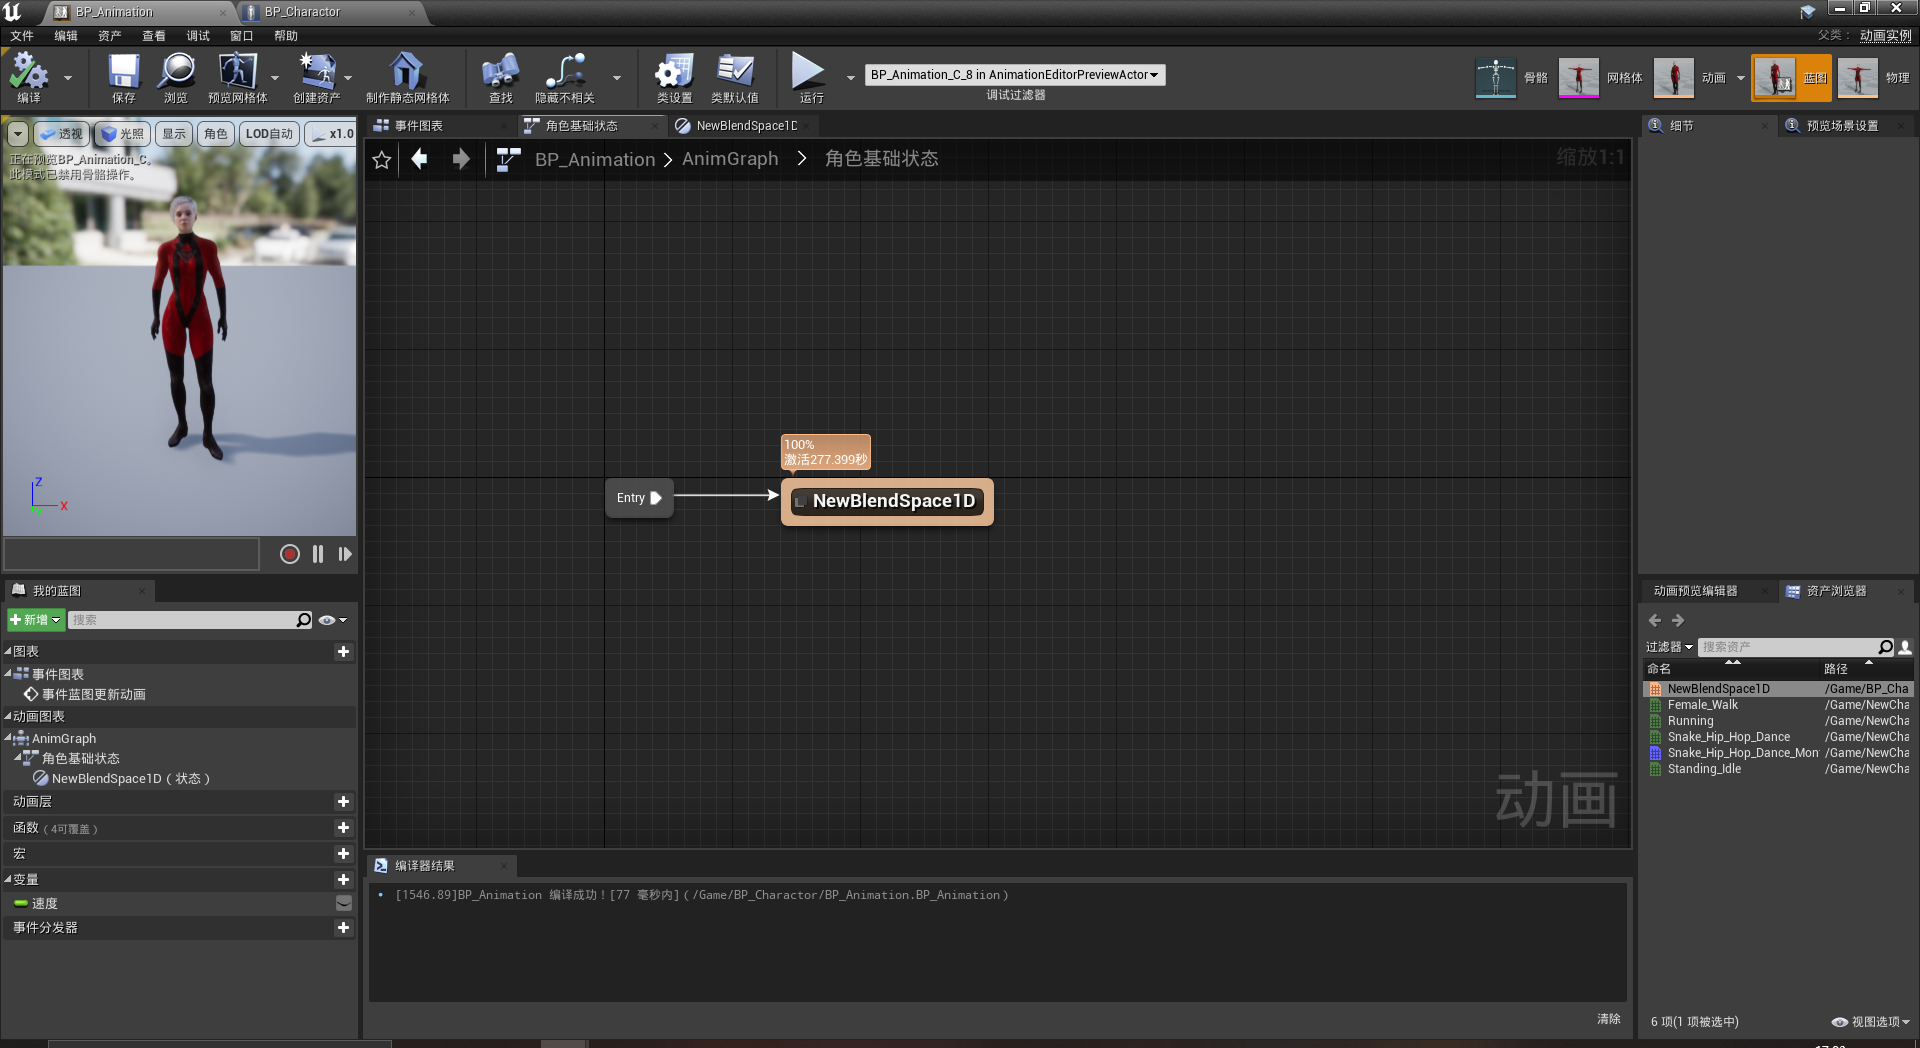 BP_Animation
BP_Charactor
文件 编辑 资产 查看 调试 窗口 帮助
父类： 动画实例
编译
保存
浏览
预览网格体
创建资产
制作静态网格体
查找
隐藏不相关
类设置
类默认值
运行
BP_Animation_C_8 in AnimationEditorPreviewActor
调试过滤器
骨骼
网格体
动画
蓝图
物理
透视
光照
显示
角色
LOD自动
x1.0
正在预览BP_Animation_C。
此模式已禁用骨骼操作。
Z
X
事件图表
角色基础状态
NewBlendSpace1D
BP_Animation > AnimGraph > 角色基础状态
缩放1:1
100%
激活277.399秒
Entry
NewBlendSpace1D
动画
我的蓝图
新增
搜索
图表
事件图表
事件蓝图更新动画
动画图表
AnimGraph
角色基础状态
NewBlendSpace1D（状态）
动画层
函数（4可覆盖）
宏
变量
速度
事件分发器
编译器结果
[1546.89]BP_Animation 编译成功！[77 毫秒内]（/Game/BP_Charactor/BP_Animation.BP_Animation）
清除
细节
预览场景设置
动画预览编辑器
资产浏览器
过滤器
搜索资产
命名 路径
NewBlendSpace1D /Game/BP_Cha
Female_Walk /Game/NewCha
Running /Game/NewCha
Snake_Hip_Hop_Dance /Game/NewCha
Snake_Hip_Hop_Dance_Mon /Game/NewCha
Standing_Idle /Game/NewCha
6 项(1 项被选中)
视图选项